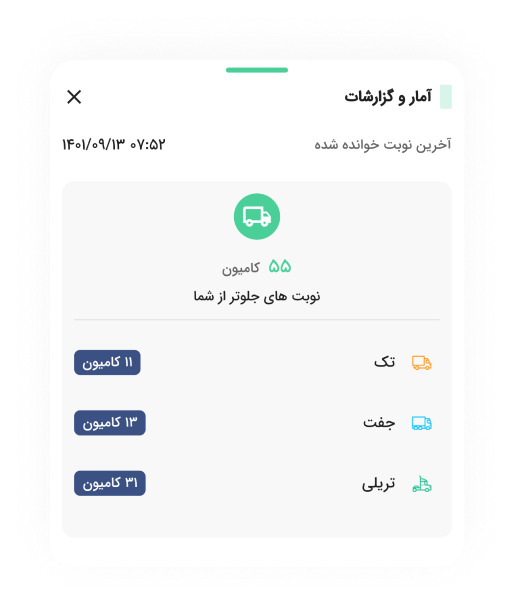 آمار و گزارشات
آخرین نوبت خوانده شده ۱۴۰۱/۰۹/۱۳ ۰۷:۵۲
۵۵ کامیون
نوبت های جلوتر از شما
تک ۱۱ کامیون
جفت ۱۳ کامیون
تریلی ۳۱ کامیون